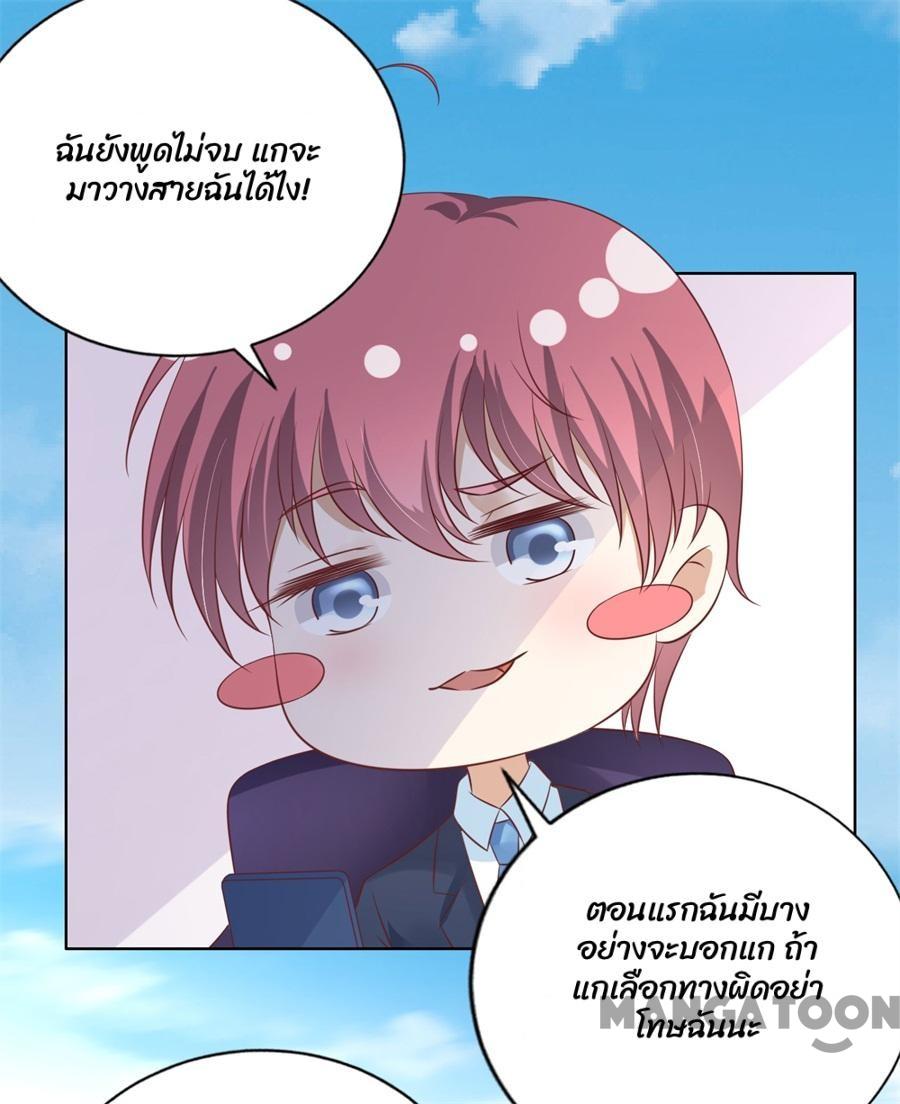 ฉันยังพูดไม่จบ แกจะ
มาวางสายฉันได้ไง!
ตอนแรกฉันมีบาง
อย่างจะบอกแก ถ้า
แกเลือกทางผิดอย่า
โทษฉันนะ
MANGATOON